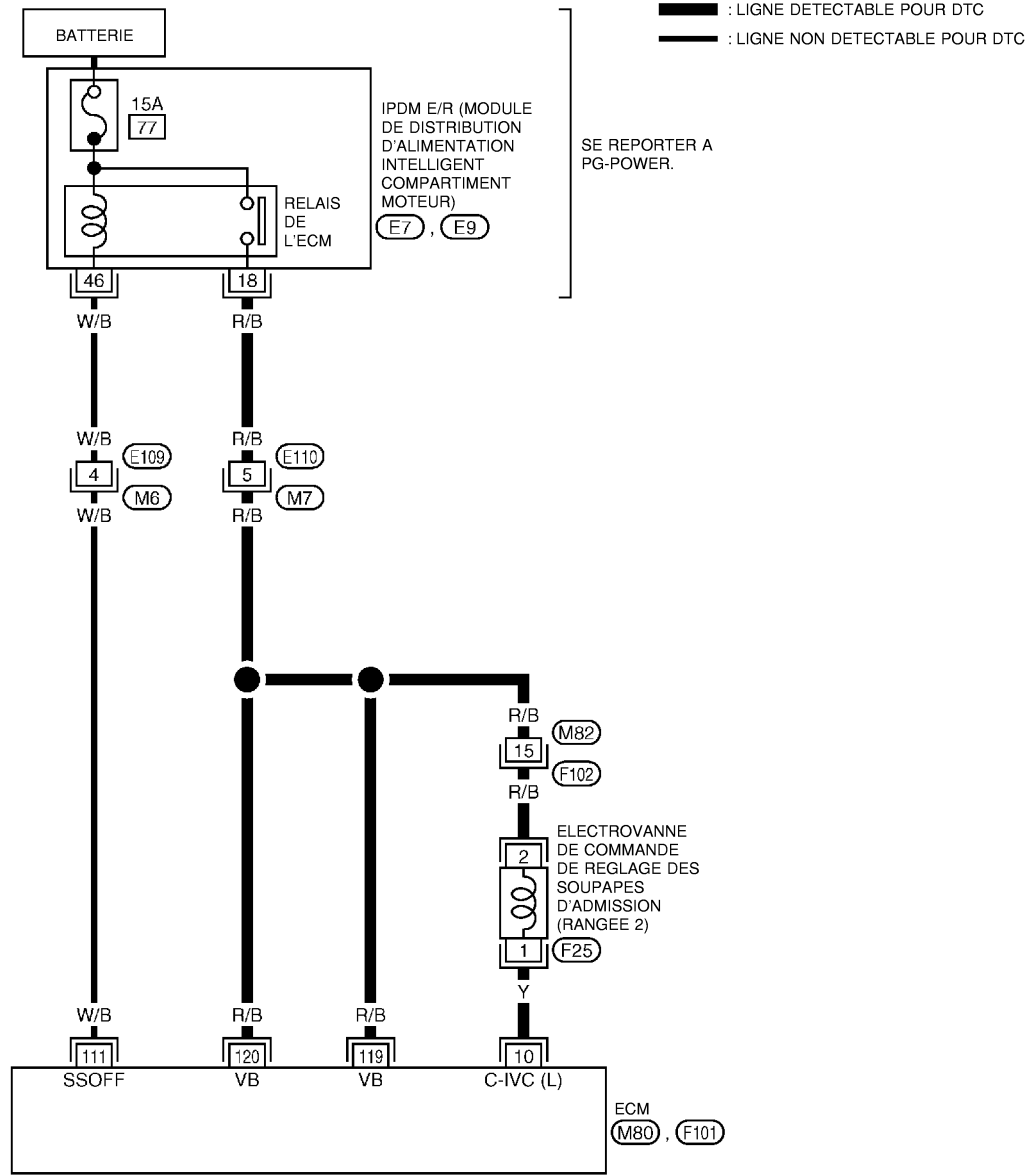 : LIGNE DETECTABLE POUR DTC
: LIGNE NON DETECTABLE POUR DTC
BATTERIE
15A
77
IPDM E/R (MODULE
DE DISTRIBUTION
D'ALIMENTATION
INTELLIGENT
COMPARTIMENT
MOTEUR)
E7 , E9
SE REPORTER A
PG-POWER.
RELAIS
DE
L'ECM
46
18
W/B
R/B
W/B
R/B
E109
E110
4
5
M6
M7
W/B
R/B
R/B
M82
15
F102
R/B
ELECTROVANNE
DE COMMANDE
DE REGLAGE DES
SOUPAPES
D'ADMISSION
(RANGEE 2)
2
1
F25
Y
W/B
R/B
R/B
111
120
119
10
SSOFF
VB
VB
C-IVC (L)
ECM
M80 , F101